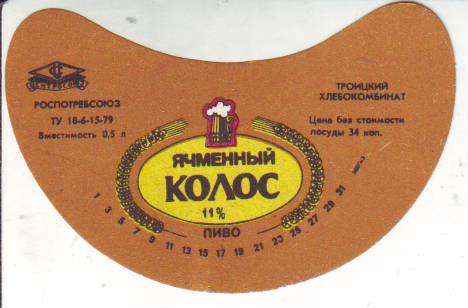 ЦЕНТРОСОЮЗ
РОСПОТРЕБСОЮЗ
ТУ 18-6-15-79
Вместимость 0,5 л
ТРОИЦКИЙ
ХЛЕБОКОМБИНАТ
Цена без стоимости
посуды 34 коп.
ЯЧМЕННЫЙ
КОЛОС
11%
ПИВО
1 3 5 7 9 11 13 15 17 19 21 23 25 27 29 31